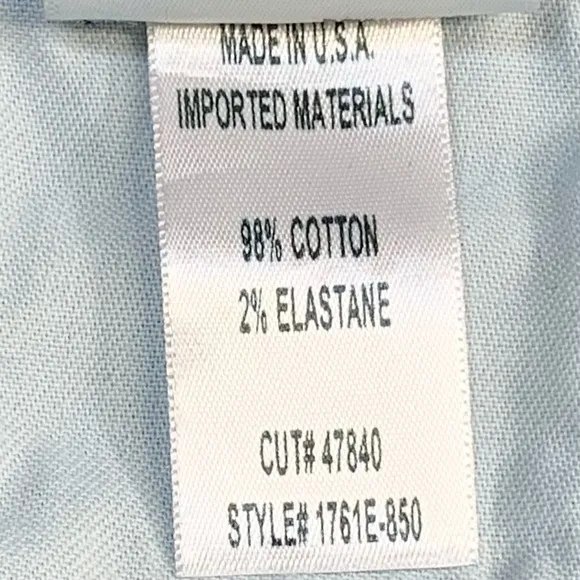 MADE IN U.S.A.
IMPORTED MATERIALS
98% COTTON
2% ELASTANE
CUT# 47840
STYLE# 1761E-850